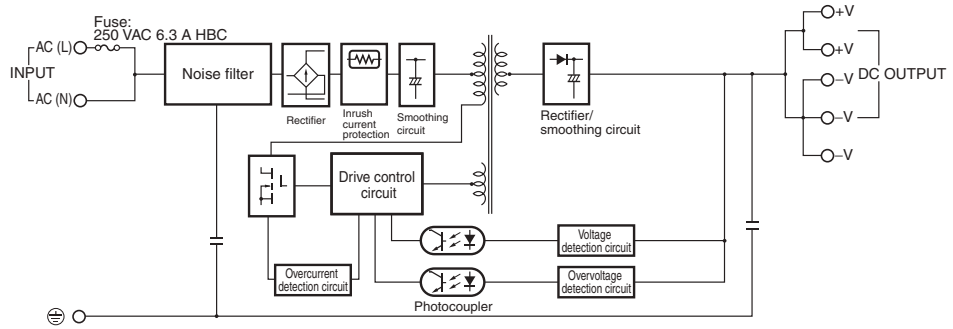 Fuse:
250 VAC 6.3 A HBC
AC (L)
INPUT
AC (N)
Noise filter
Rectifier
Inrush
current
protection
Smoothing
circuit
Rectifier/
smoothing circuit
+V
+V
–V
DC OUTPUT
–V
–V
Drive control
circuit
Overcurrent
detection circuit
Voltage
detection circuit
Overvoltage
detection circuit
Photocoupler